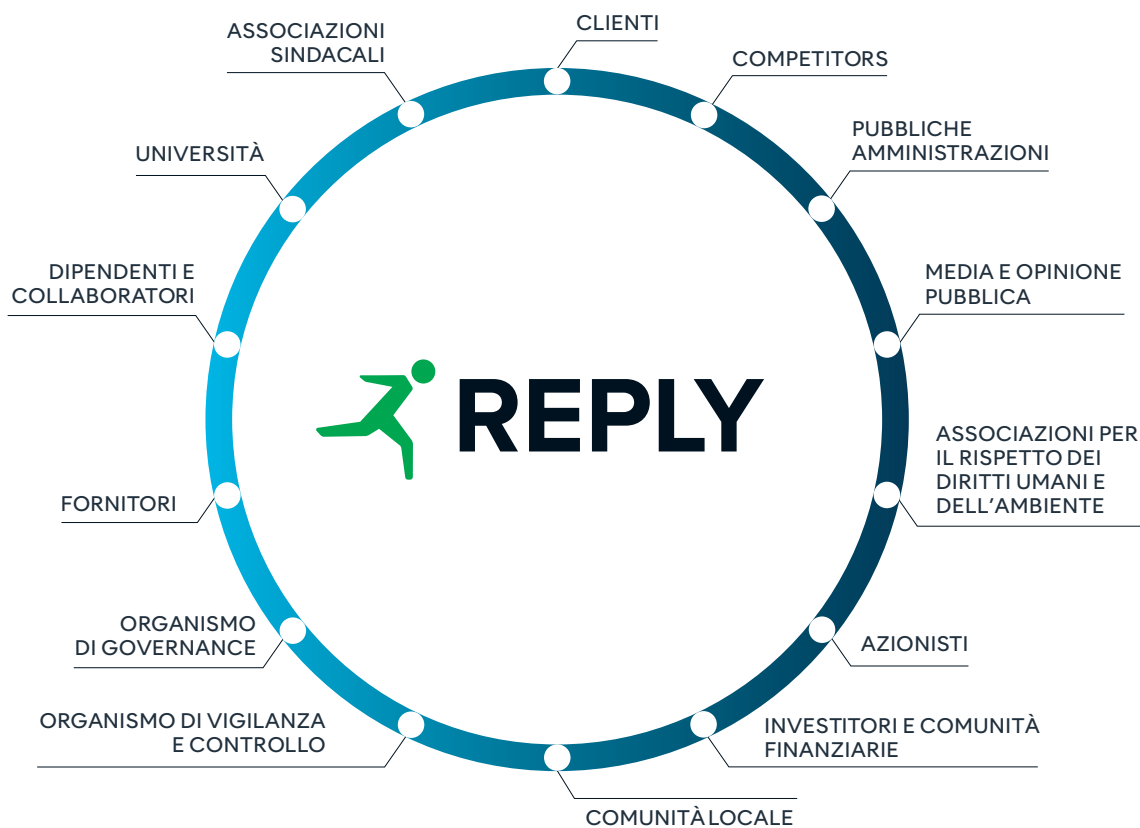 CLIENTI
COMPETITORS
PUBBLICHE
AMMINISTRAZIONI
MEDIA E OPINIONE
PUBBLICA
ASSOCIAZIONI PER
IL RISPETTO DEI
DIRITTI UMANI E
DELL’AMBIENTE
AZIONISTI
INVESTITORI E COMUNITÀ
FINANZIARIE
COMUNITÀ LOCALE
ORGANISMO DI VIGILANZA
E CONTROLLO
ORGANISMO
DI GOVERNANCE
FORNITORI
DIPENDENTI E
COLLABORATORI
UNIVERSITÀ
ASSOCIAZIONI
SINDACALI
REPLY